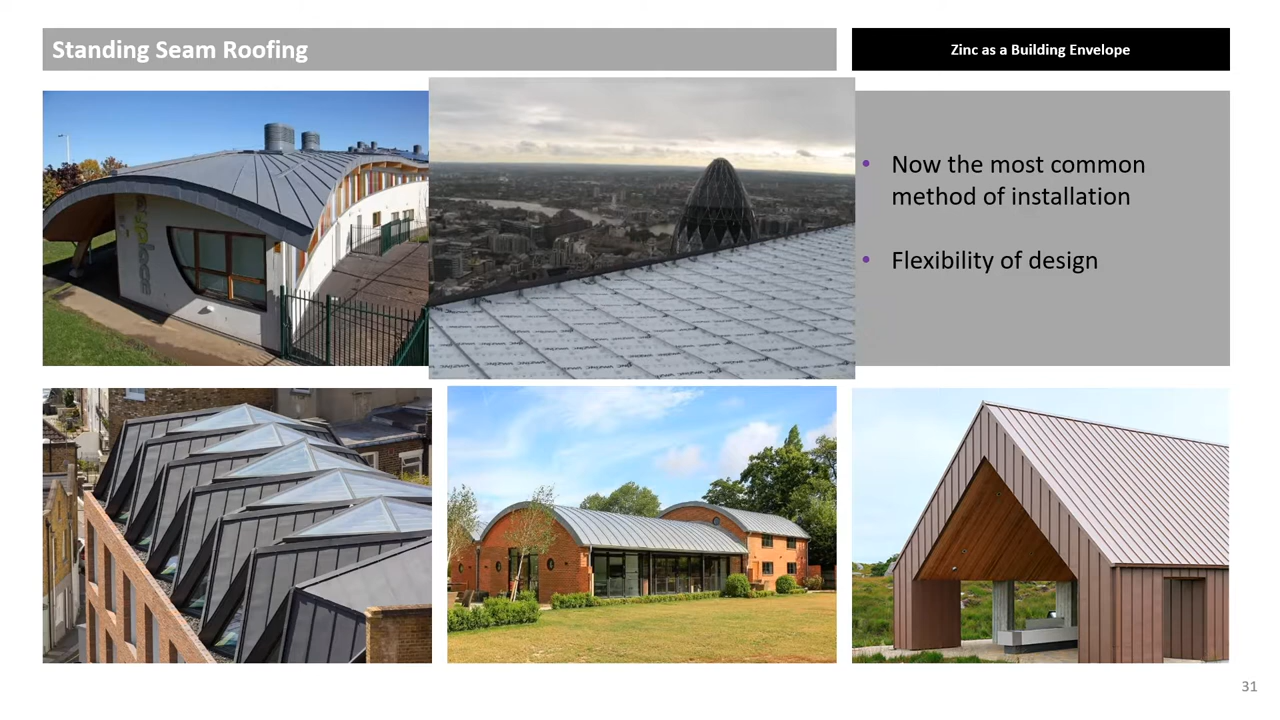 Standing Seam Roofing
Zinc as a Building Envelope
Now the most common
method of installation
Flexibility of design
31